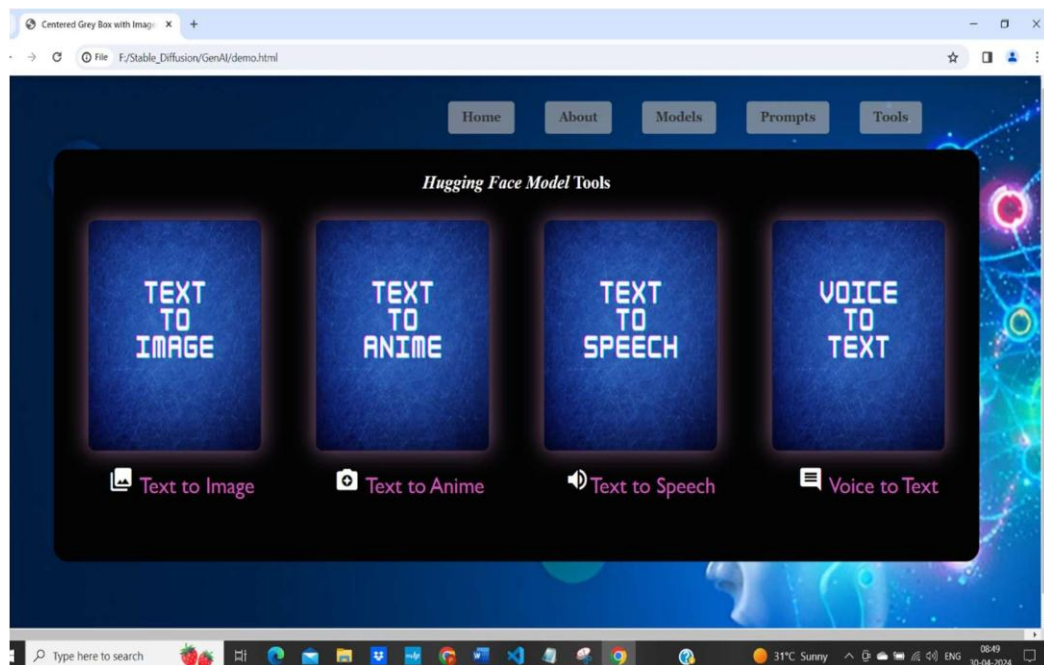 Centered Grey Box with Image
File F:/Stable_Diffusion/GenAI/demo.html
Home About Models Prompts Tools
Hugging Face Model Tools
TEXT
TO
IMAGE
TEXT
TO
ANIME
TEXT
TO
SPEECH
VOICE
TO
TEXT
Text to Image
Text to Anime
Text to Speech
Voice to Text
Type here to search
31°C Sunny
ENG
08:49
30-04-2024